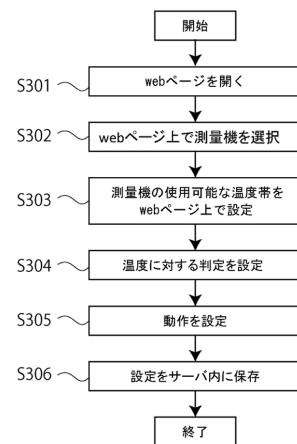 開始
S301
webページを開く
S302
webページ上で測量機を選択
S303
測量機の使用可能な温度帯を
webページ上で設定
S304
温度に対する判定を設定
S305
動作を設定
S306
設定をサーバ内に保存
終了